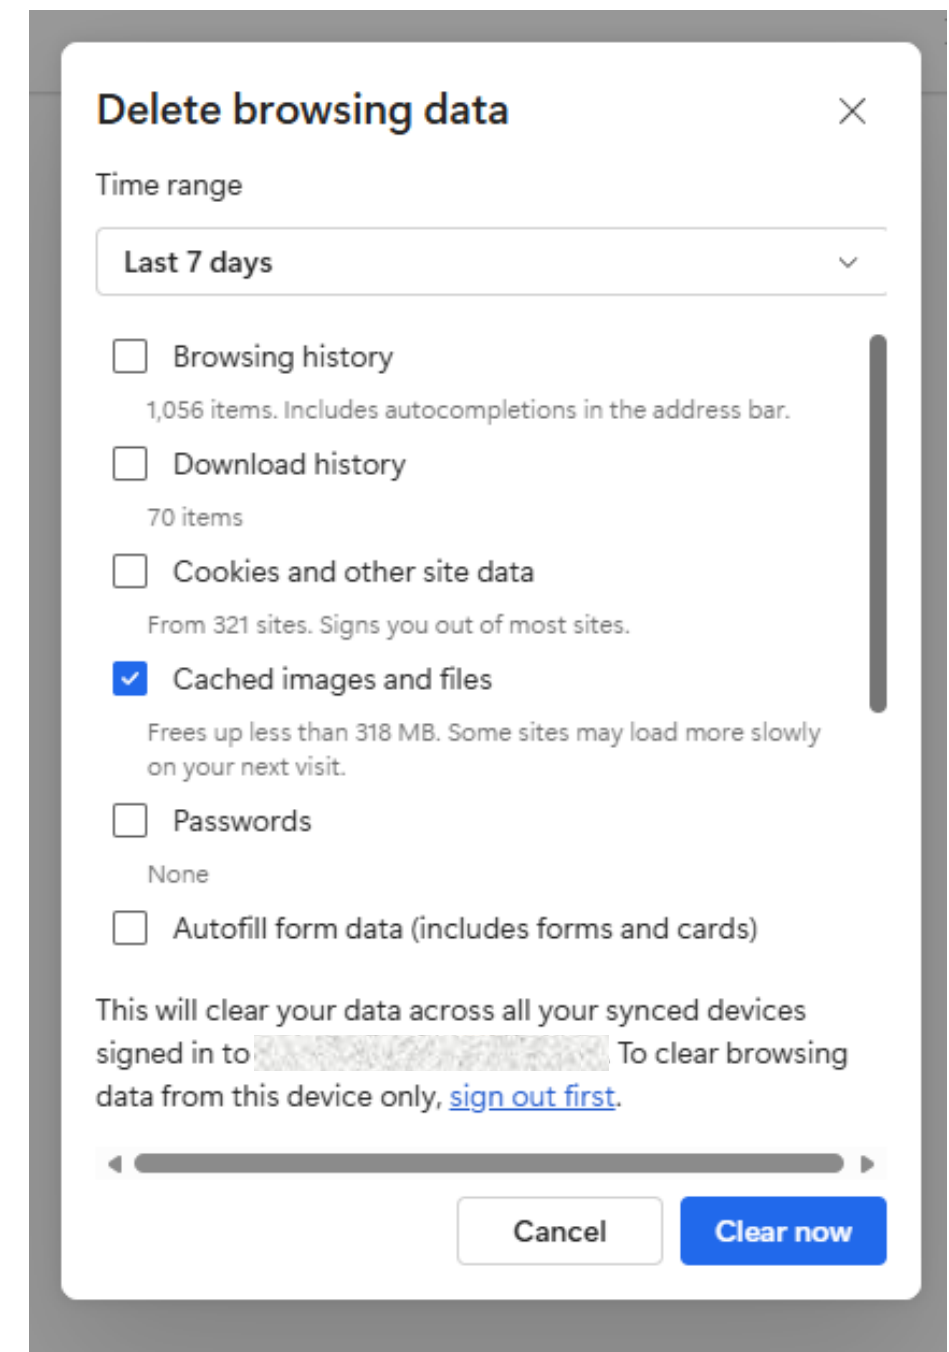 Delete browsing data
Time range
Last 7 days
Browsing history
1,056 items. Includes autocompletions in the address bar.
Download history
70 items
Cookies and other site data
From 321 sites. Signs you out of most sites.
Cached images and files
Frees up less than 318 MB. Some sites may load more slowly
on your next visit.
Passwords
None
Autofill form data (includes forms and cards)
This will clear your data across all your synced devices
signed in to To clear browsing
data from this device only, sign out first.
Cancel
Clear now